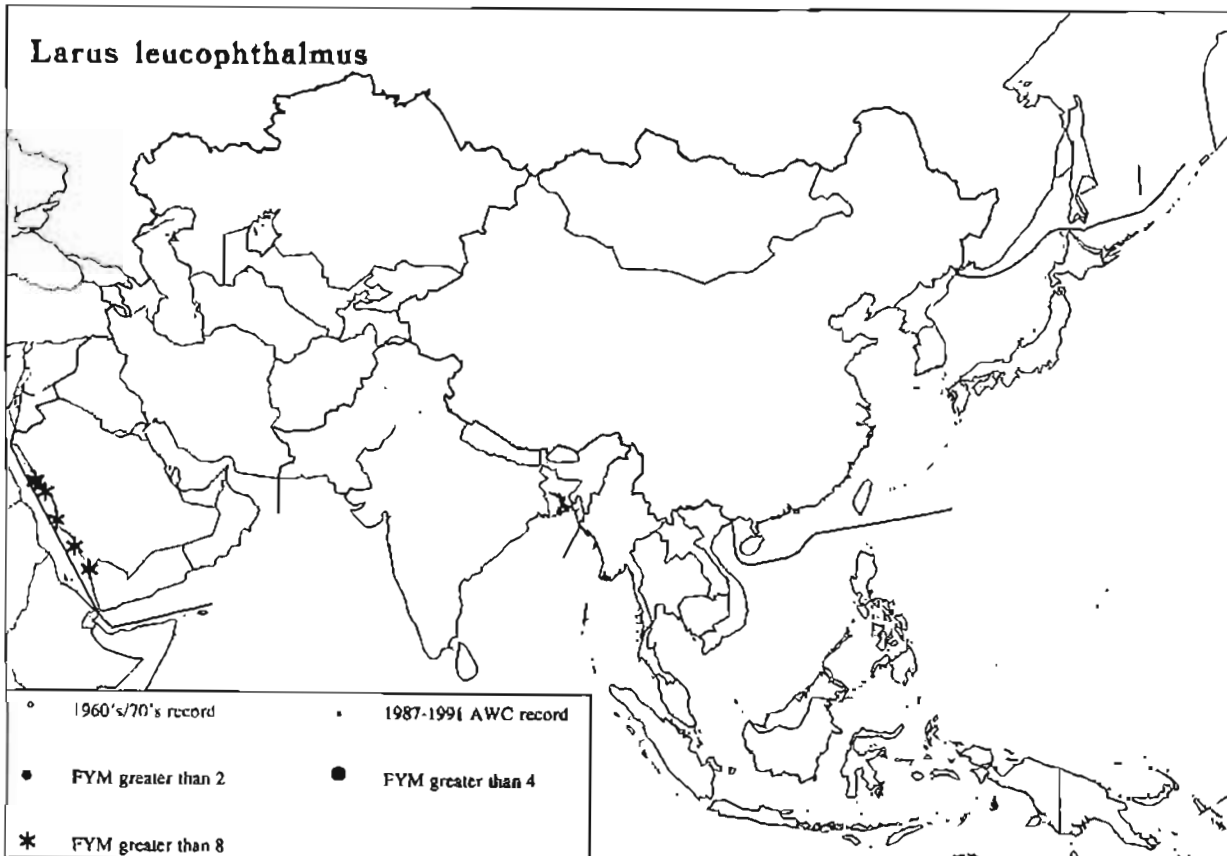 Larus leucophthalmus
1960's/70's record
1987-1991 AWC record
FYM greater than 2
FYM greater than 4
FYM greater than 8